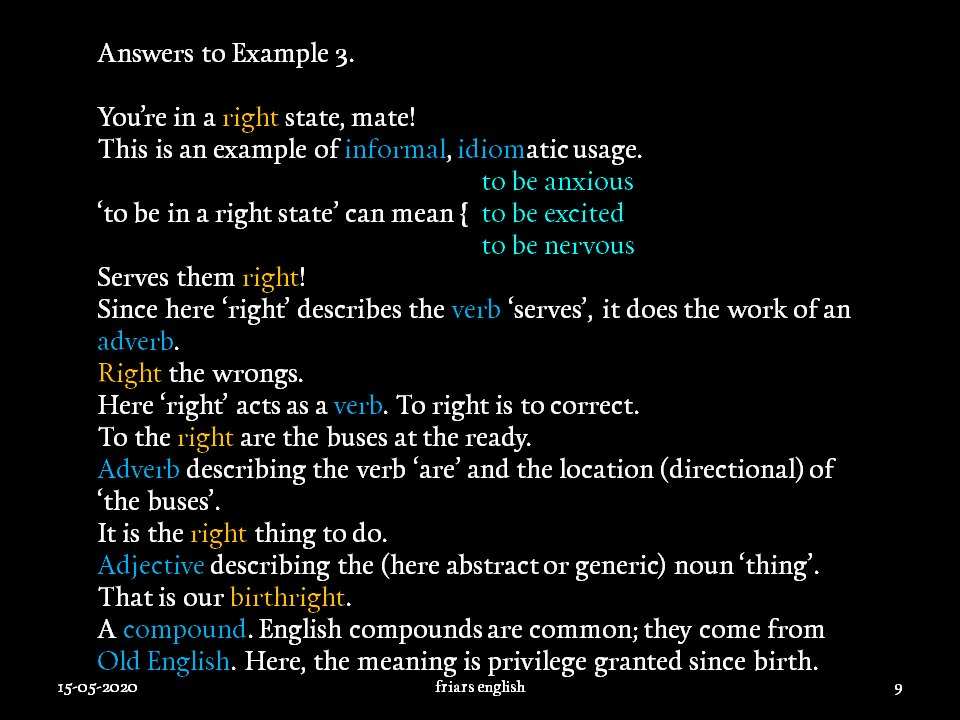 Answers to Example 3.
You’re in a right state, mate!
This is an example of informal, idiomatic usage.
to be anxious
‘to be in a right state’ can mean { to be excited
to be nervous
Serves them right!
Since here ‘right’ describes the verb ‘serves’, it does the work of an
adverb.
Right the wrongs.
Here ‘right’ acts as a verb. To right is to correct.
To the right are the buses at the ready.
Adverb describing the verb ‘are’ and the location (directional) of
‘the buses’.
It is the right thing to do.
Adjective describing the (here abstract or generic) noun ‘thing’.
That is our birthright.
A compound. English compounds are common; they come from
Old English. Here, the meaning is privilege granted since birth.
15-05-2020 friars english 9